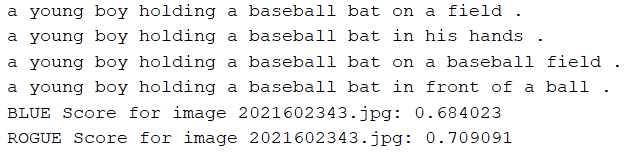 a young boy holding a baseball bat on a field .
a young boy holding a baseball bat in his hands .
a young boy holding a baseball bat on a baseball field .
a young boy holding a baseball bat in front of a ball .
BLUE Score for image 2021602343.jpg: 0.684023
ROGUE Score for image 2021602343.jpg: 0.709091